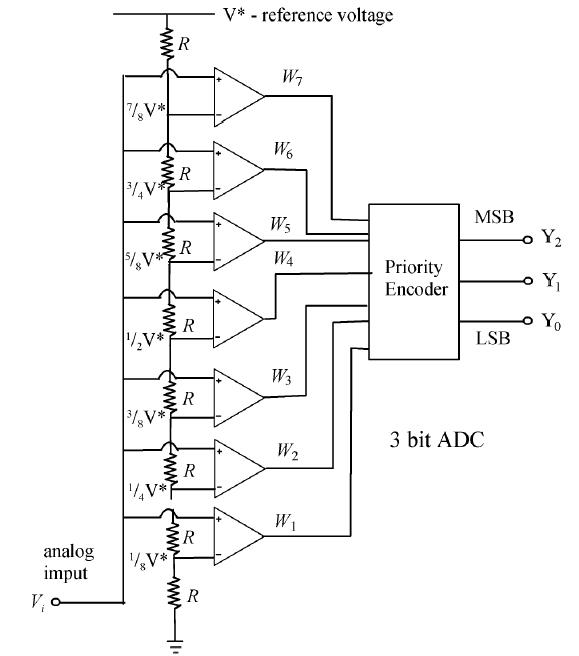 V* - reference voltage
R
W7
7/8V*
W6
R
3/4V*
W5
MSB
R
Y2
5/8V*
W4
Priority
Encoder
Y1
R
1/2V*
Y0
LSB
W3
R
3/8V*
3 bit ADC
W2
R
1/4V*
W1
R
analog
imput
1/8V*
R
Vi